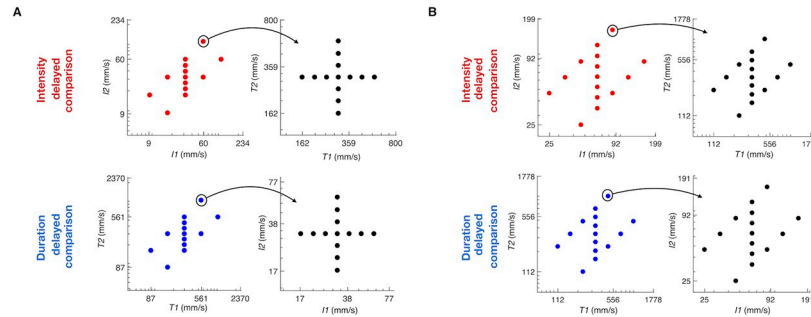 A
B
Intensity
delayed
comparison
I2 (mm/s)
234
60
9
9
60
234
I1 (mm/s)
T2 (mm/s)
800
359
162
162
359
800
T1 (mm/s)
Intensity
delayed
comparison
I2 (mm/s)
199
92
25
25
92
199
I1 (mm/s)
T2 (mm/s)
1778
556
112
112
556
T1 (mm/s)
Duration
delayed
comparison
T2 (mm/s)
2370
561
87
87
561
2370
T1 (mm/s)
I2 (mm/s)
77
38
17
17
38
77
I1 (mm/s)
Duration
delayed
comparison
T2 (mm/s)
1778
556
112
112
556
1778
T1 (mm/s)
I2 (mm/s)
191
92
25
25
92
I1 (mm/s)